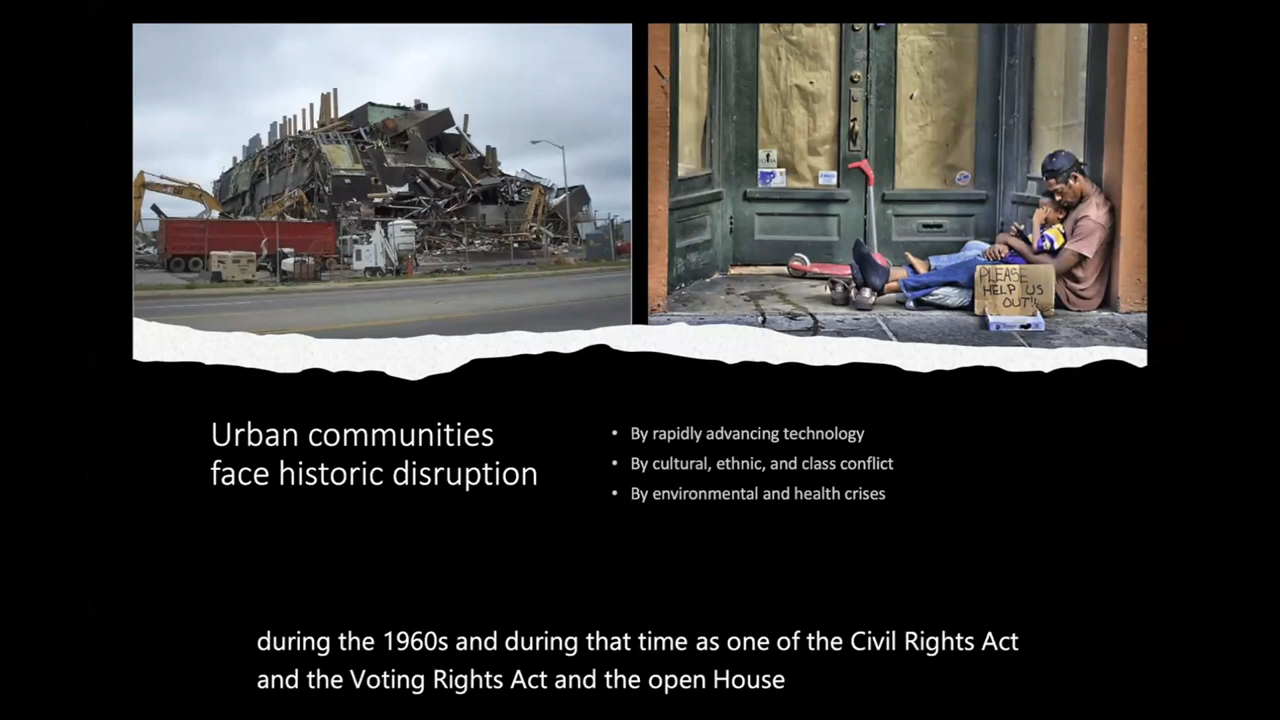 PLEASE
HELP US
OUT!!
Urban communities
face historic disruption
• By rapidly advancing technology
• By cultural, ethnic, and class conflict
• By environmental and health crises
during the 1960s and during that time as one of the Civil Rights Act
and the Voting Rights Act and the open House